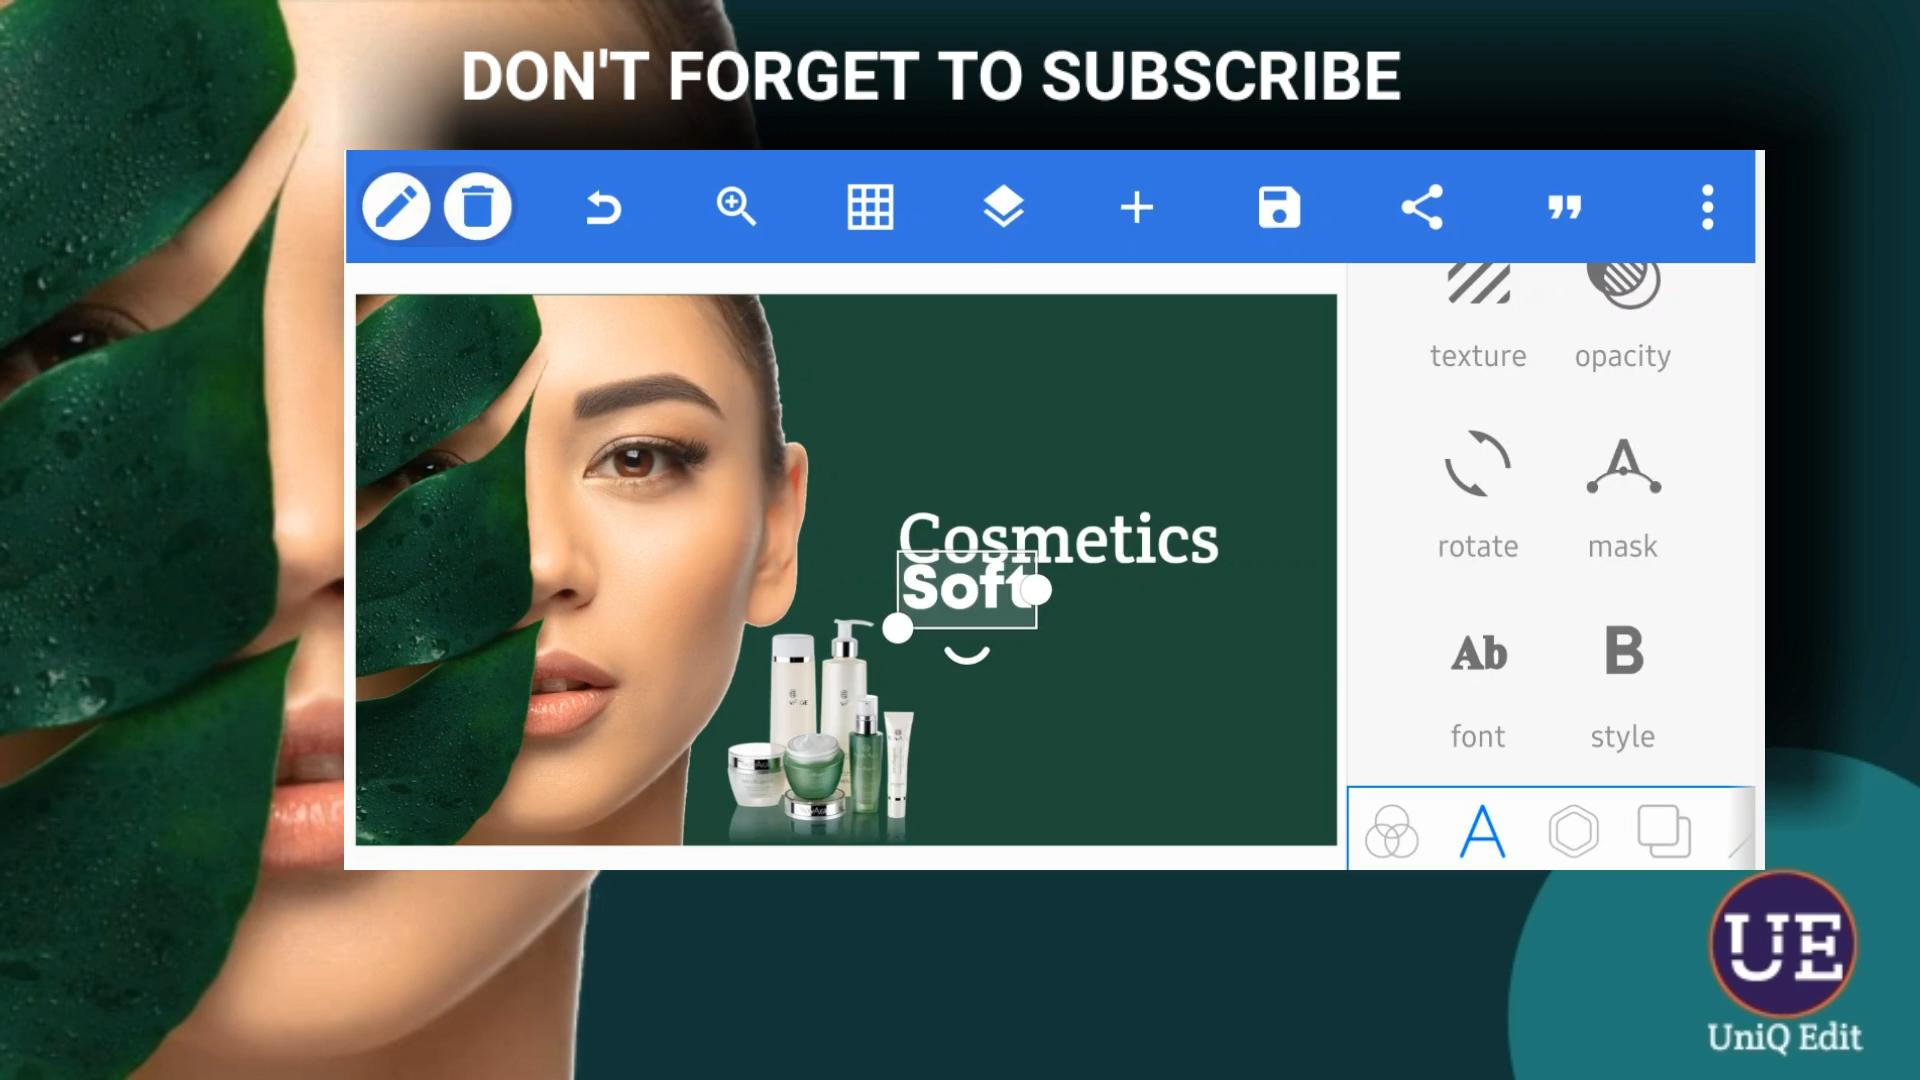 DON'T FORGET TO SUBSCRIBE
texture
opacity
Cosmetics
Soft
rotate
mask
Ab
B
font
style
A
UE
UniQ Edit